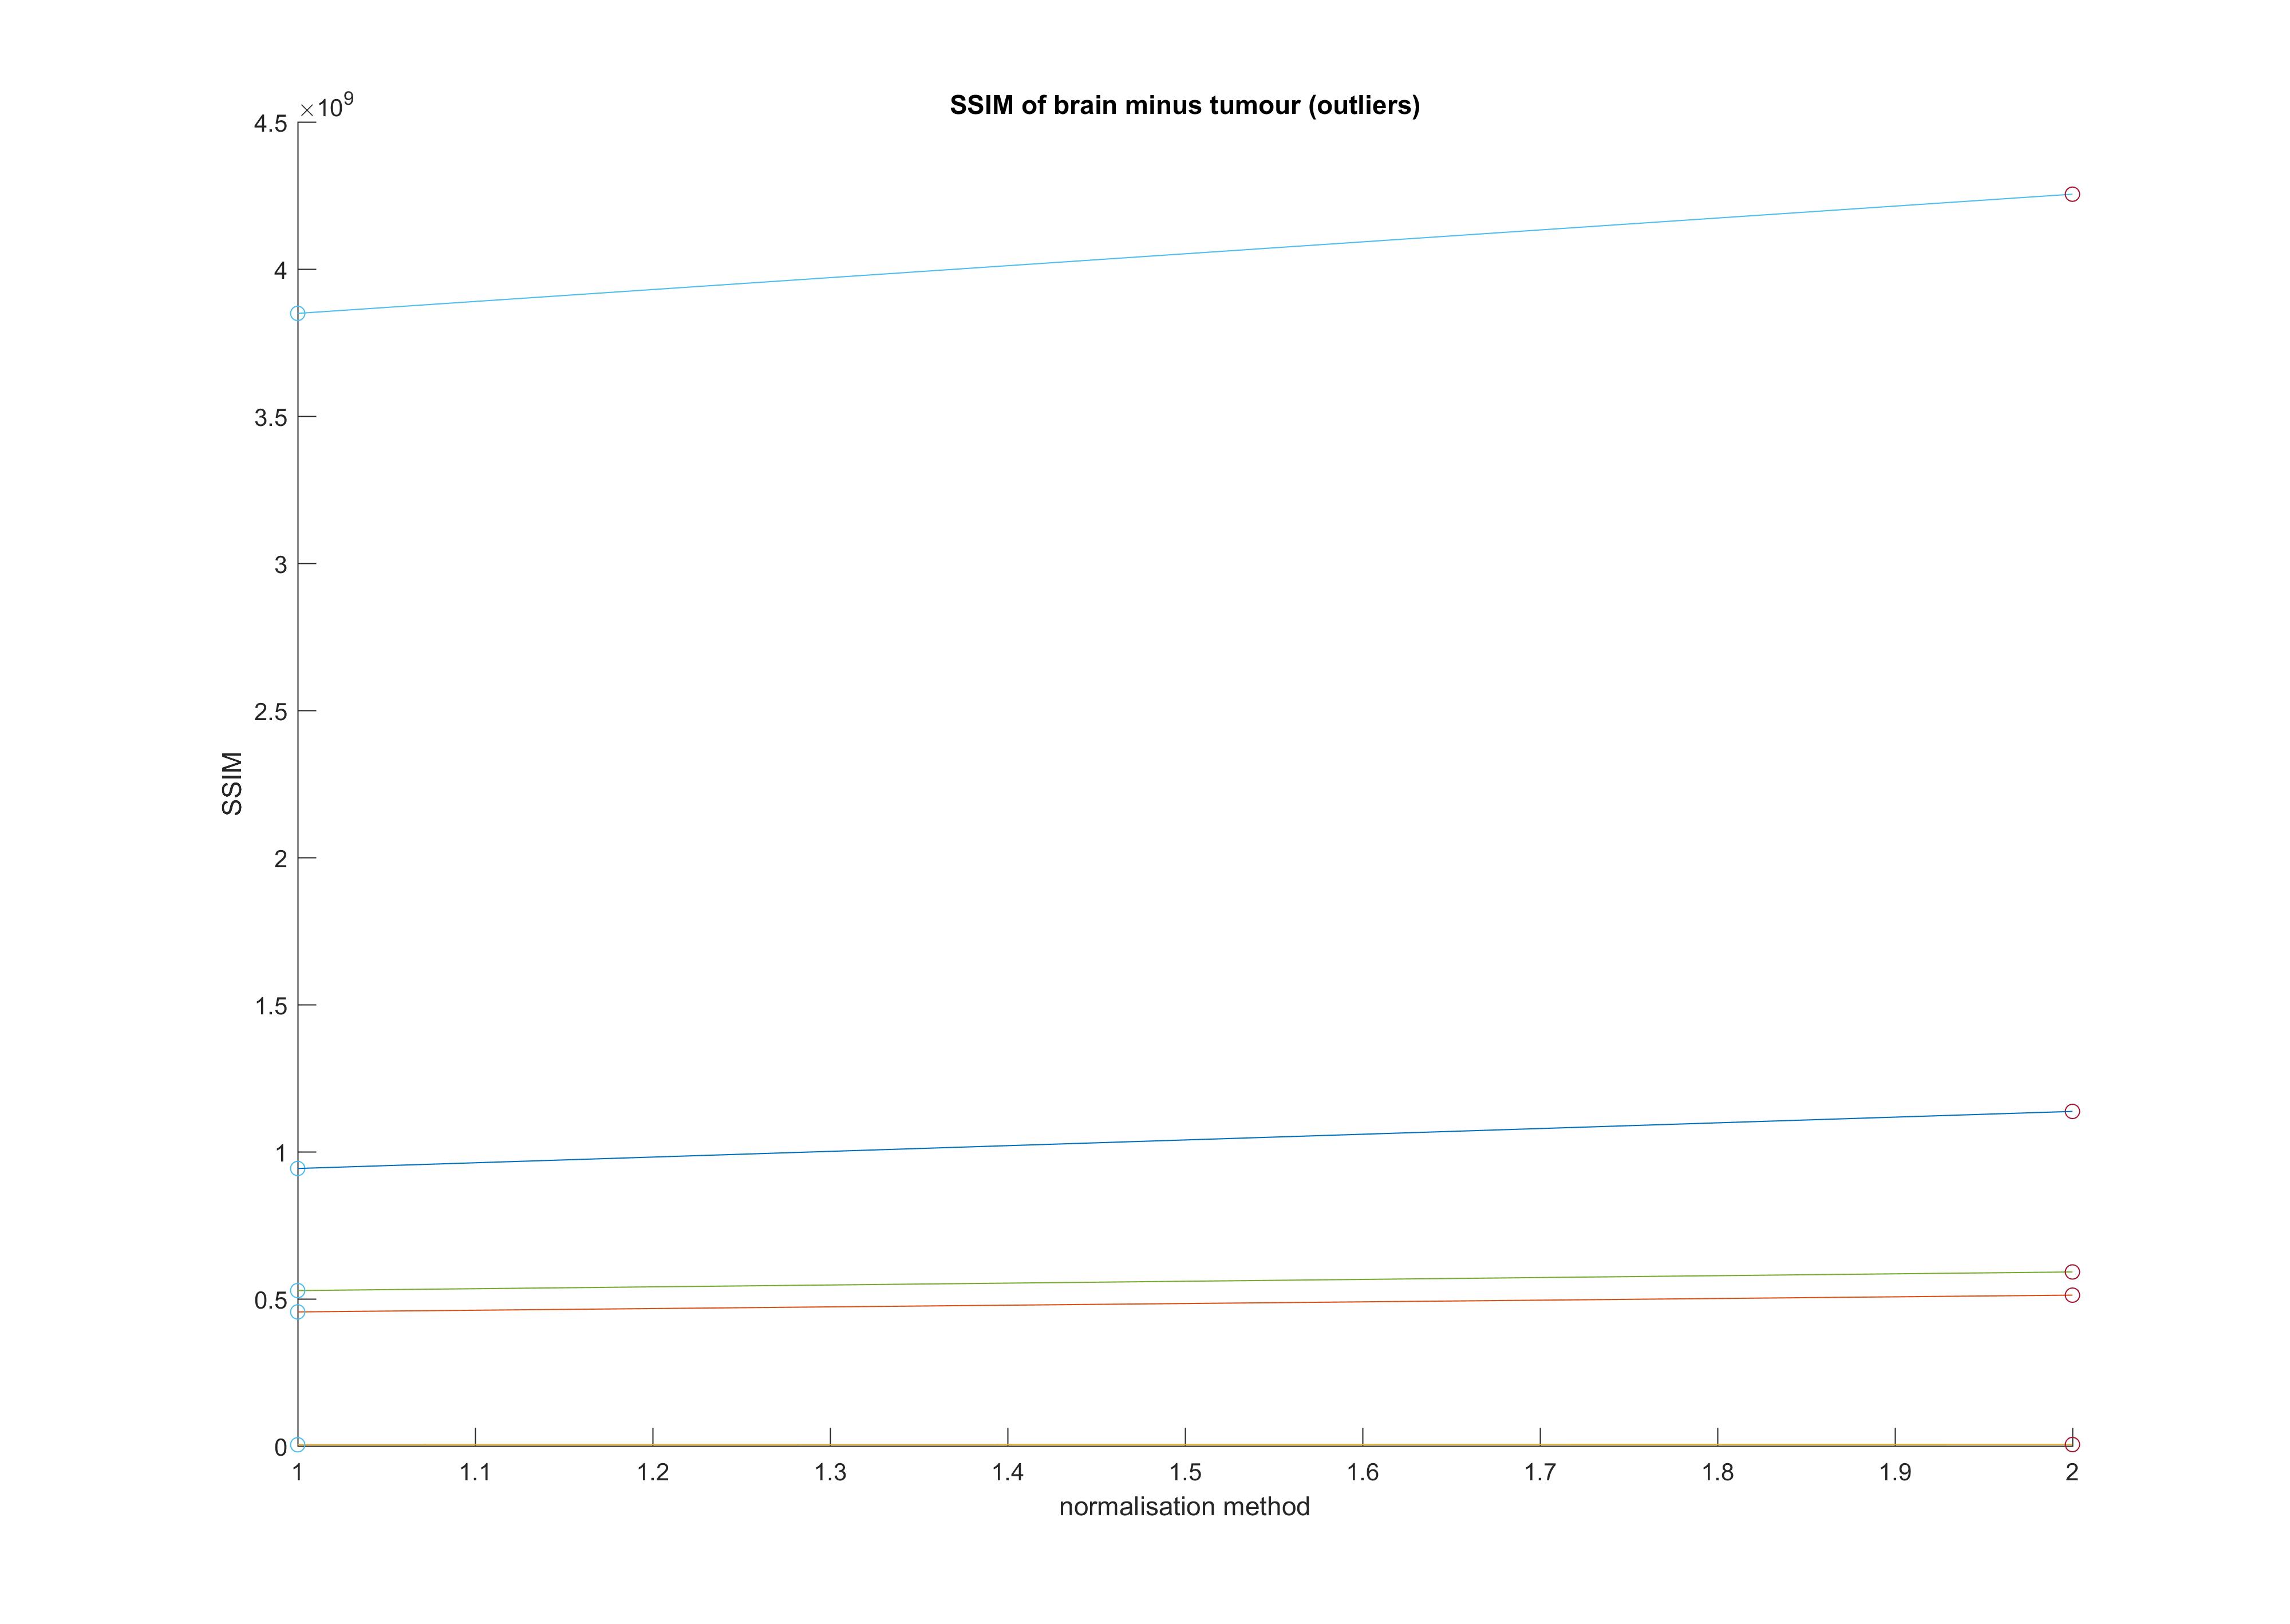 SSIM of brain minus tumour (outliers)
×10⁹
4.5
4
3.5
3
2.5
2
1.5
1
0.5
0
SSIM
1 1.1 1.2 1.3 1.4 1.5 1.6 1.7 1.8 1.9 2
normalisation method